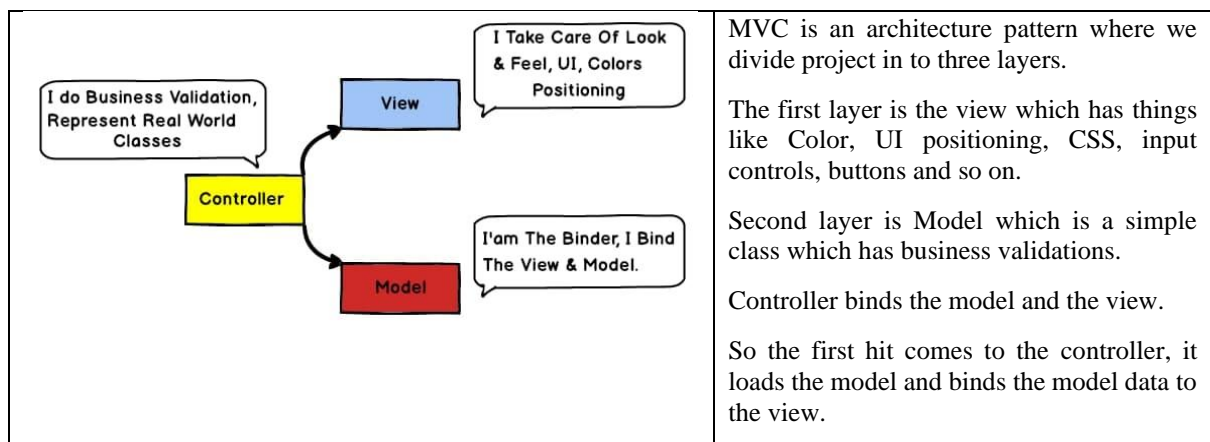 I Take Care Of Look
& Feel, UI, Colors
Positioning
View
I do Business Validation,
Represent Real World
Classes
Controller
I'am The Binder, I Bind
The View & Model.
Model
MVC is an architecture pattern where we
divide project in to three layers.
The first layer is the view which has things
like Color, UI positioning, CSS, input
controls, buttons and so on.
Second layer is Model which is a simple
class which has business validations.
Controller binds the model and the view.
So the first hit comes to the controller, it
loads the model and binds the model data to
the view.